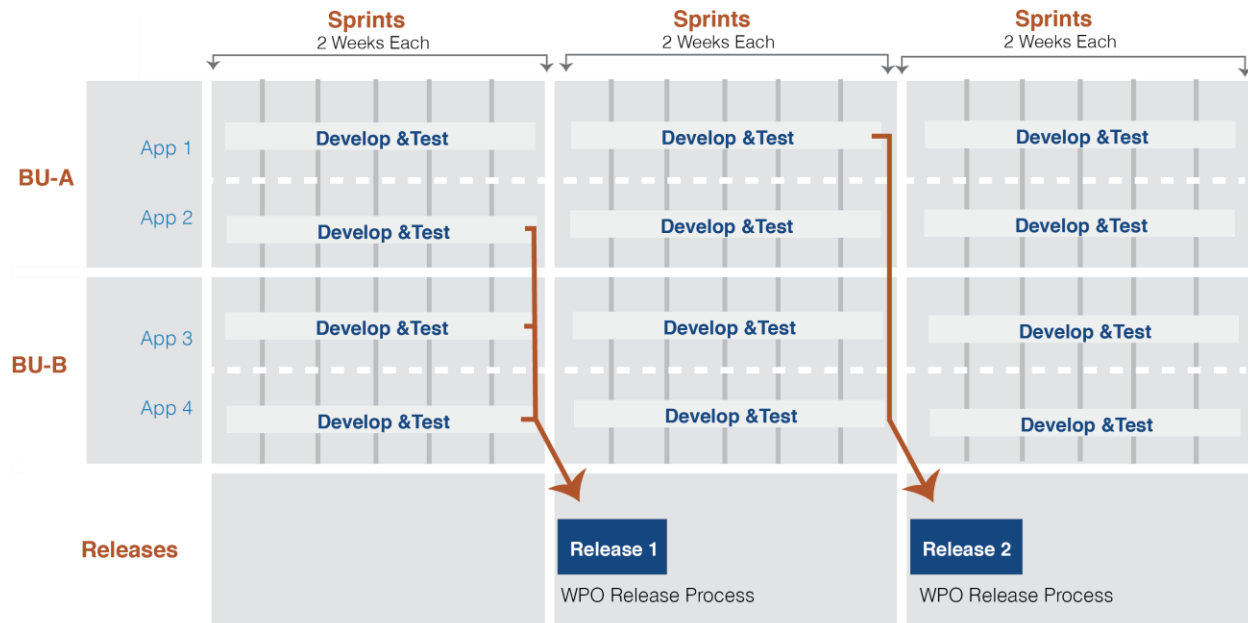 Sprints
2 Weeks Each
Sprints
2 Weeks Each
Sprints
2 Weeks Each
BU-A
App 1
Develop &Test
Develop &Test
Develop &Test
App 2
Develop &Test
Develop &Test
Develop &Test
BU-B
App 3
Develop &Test
Develop &Test
Develop &Test
App 4
Develop &Test
Develop &Test
Develop &Test
Releases
Release 1
WPO Release Process
Release 2
WPO Release Process